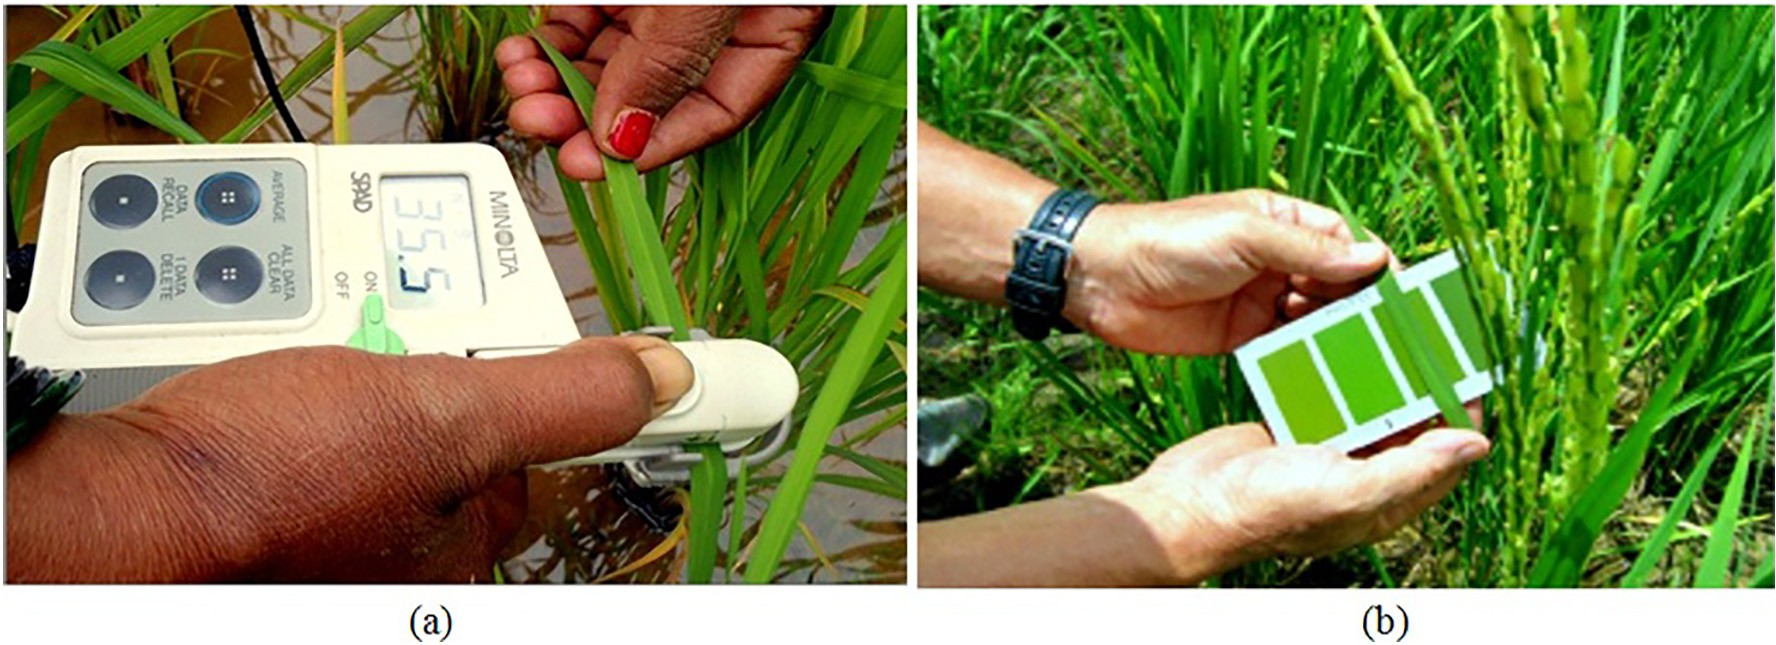 MINOLTA
SPAD
35.5
AVERAGE
DATA
RECALL
ALL DATA
CLEAR
1 DATA
DELETE
ON
OFF
(a)
(b)